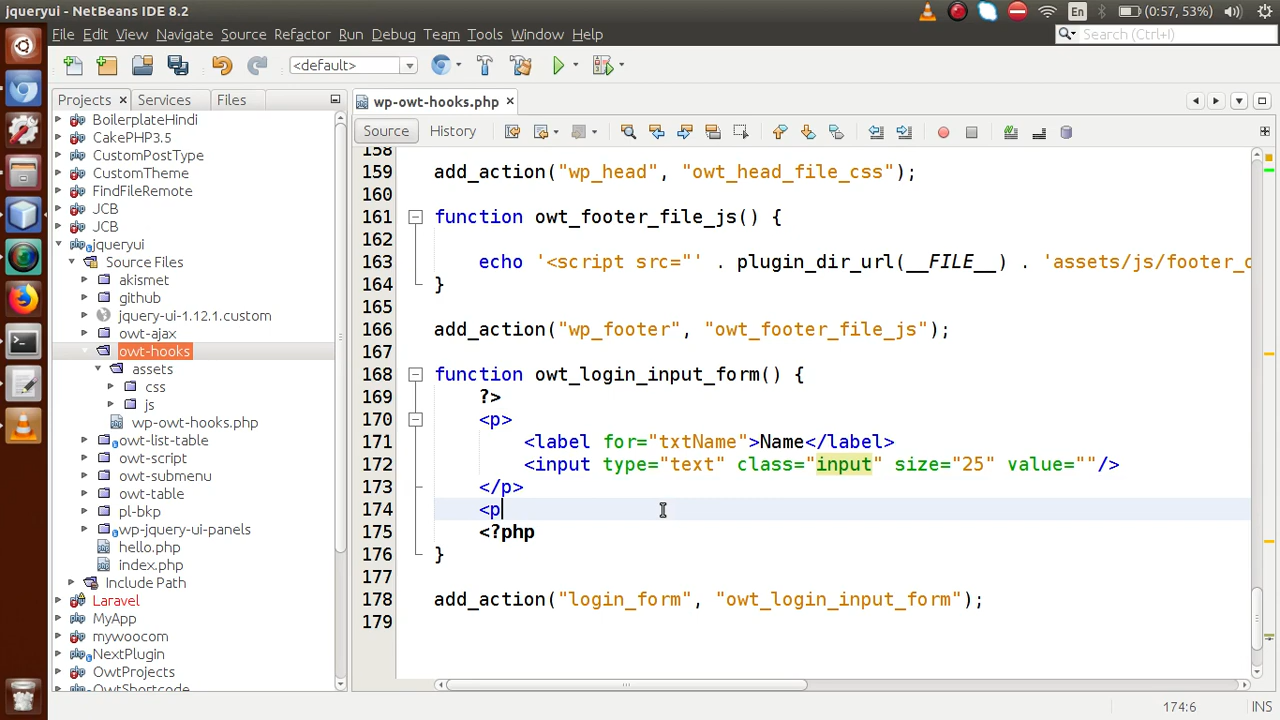 jqueryui - NetBeans IDE 8.2
En
(0:57, 53%)
File Edit View Navigate Source Refactor Run Debug Team Tools Window Help
Search (Ctrl+I)
<default>
Projects
Services
Files
wp-owt-hooks.php
Source
History
BoilerplateHindi
CakePHP3.5
CustomPostType
CustomTheme
FindFileRemote
JCB
JCB
jqueryui
Source Files
akismet
github
jquery-ui-1.12.1.custom
owt-ajax
owt-hooks
assets
css
js
wp-owt-hooks.php
owt-list-table
owt-script
owt-submenu
owt-table
pl-bkp
wp-jquery-ui-panels
hello.php
index.php
Include Path
Laravel
MyApp
mywoocom
NextPlugin
OwtProjects
OwtShortcode
158
159 add_action("wp_head", "owt_head_file_css");
160
161 function owt_footer_file_js() {
162
163 echo '<script src="' . plugin_dir_url(__FILE__) . 'assets/js/footer_
164 }
165
166 add_action("wp_footer", "owt_footer_file_js");
167
168 function owt_login_input_form() {
169 ?>
170 <p>
171 <label for="txtName">Name</label>
172 <input type="text" class="input" size="25" value=""/>
173 </p>
174 <p
175 <?php
176 }
177
178 add_action("login_form", "owt_login_input_form");
179
174:6
INS